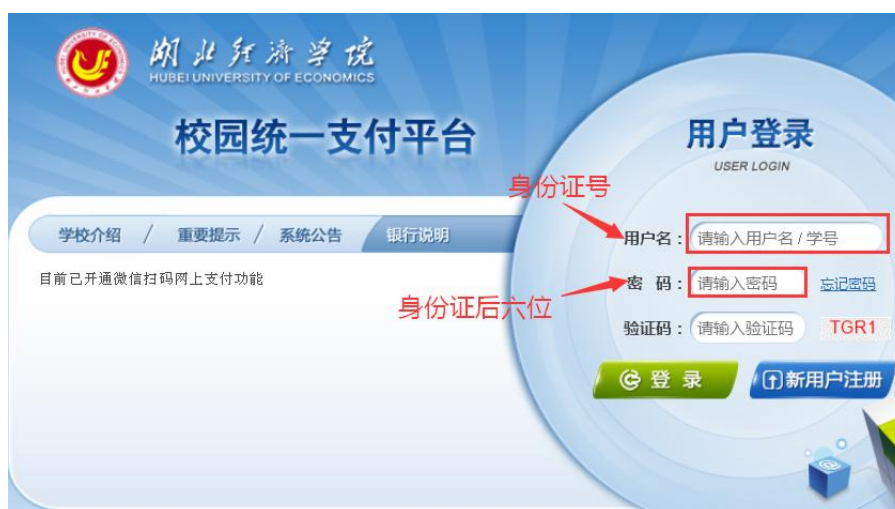 湖北经济学院
HUBEI UNIVERSITY OF ECONOMICS
校园统一支付平台
学校介绍 / 重要提示 / 系统公告 银行说明
目前已开通微信扫码网上支付功能
用户登录
USER LOGIN
身份证号
用户名： 请输入用户名 / 学号
密 码： 请输入密码 忘记密码
身份证后六位
验证码： 请输入验证码 TGR1
登 录 新用户注册